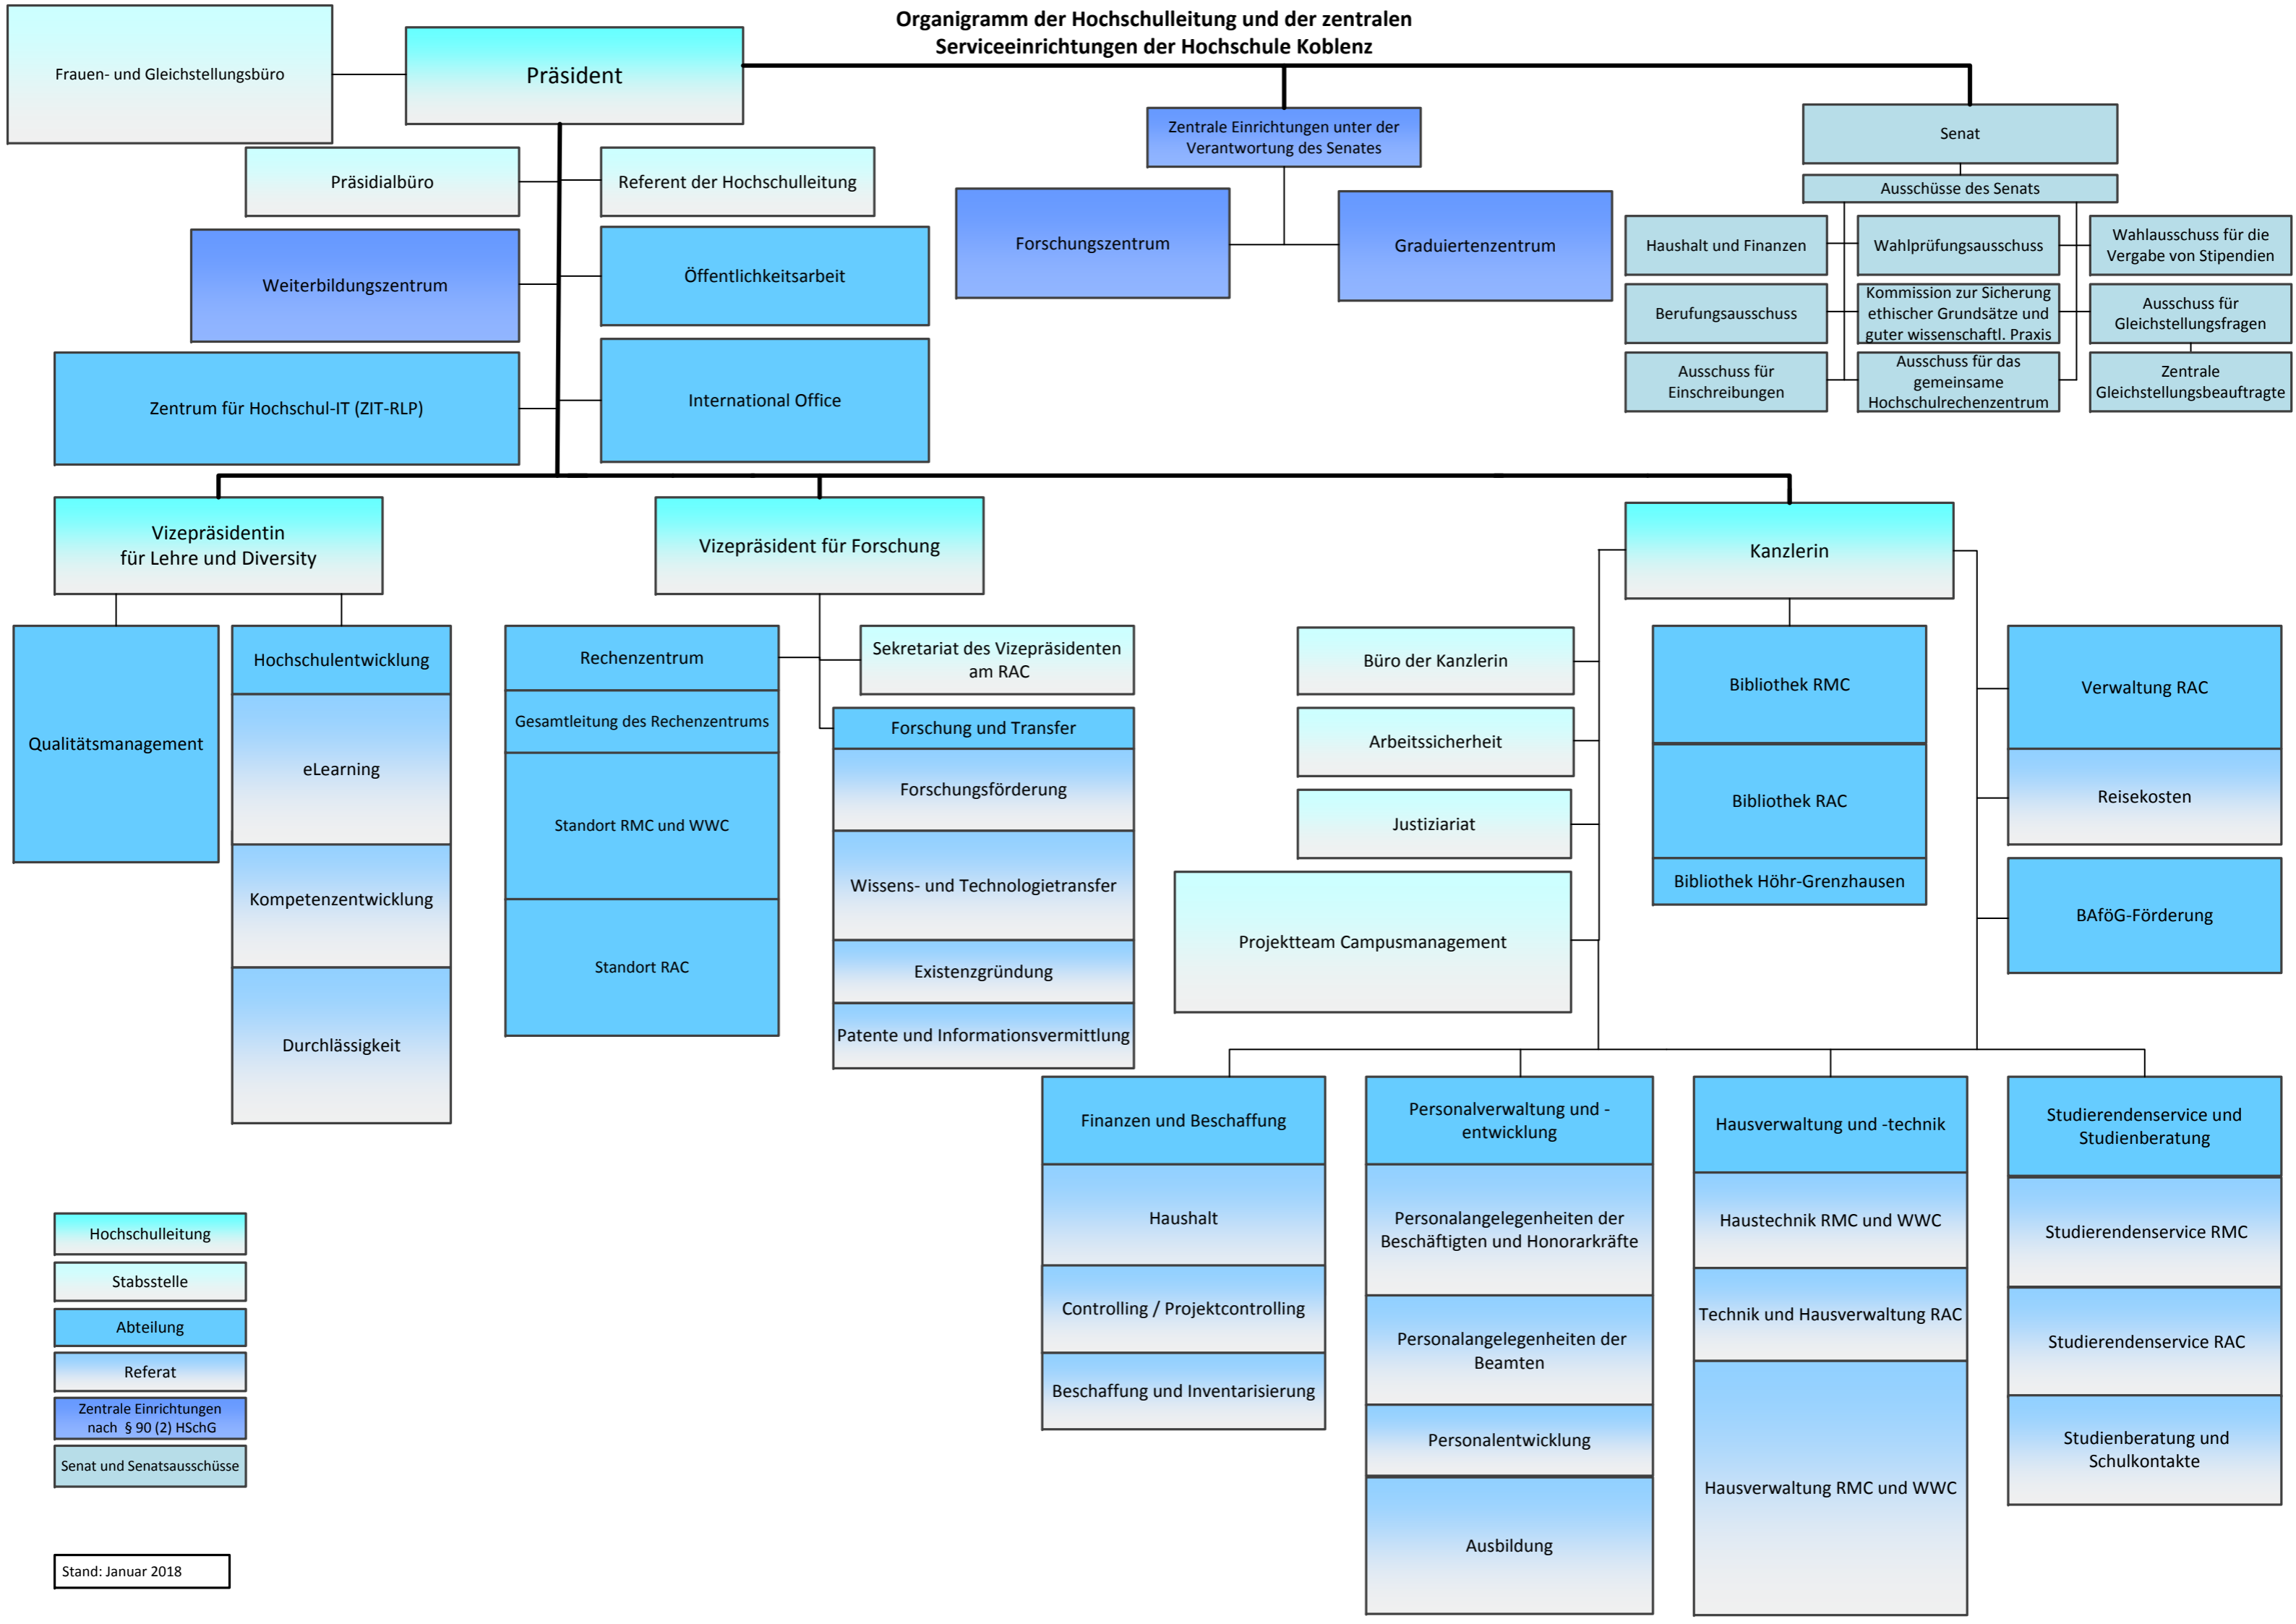 Organigramm der Hochschulleitung und der zentralen
Serviceeinrichtungen der Hochschule Koblenz
Frauen- und Gleichstellungsbüro
Präsident
Zentrale Einrichtungen unter der
Verantwortung des Senates
Senat
Präsidialbüro
Referent der Hochschulleitung
Ausschüsse des Senats
Weiterbildungszentrum
Öffentlichkeitsarbeit
Forschungszentrum
Graduiertenzentrum
Haushalt und Finanzen
Wahlprüfungsausschuss
Wahlausschuss für die
Vergabe von Stipendien
Berufungsausschuss
Kommission zur Sicherung
ethischer Grundsätze und
guter wissenschaftl. Praxis
Ausschuss für
Gleichstellungsfragen
Zentrum für Hochschul-IT (ZIT-RLP)
International Office
Ausschuss für
Einschreibungen
Ausschuss für das
gemeinsame
Hochschulrechenzentrum
Zentrale
Gleichstellungsbeauftragte
Vizepräsidentin
für Lehre und Diversity
Vizepräsident für Forschung
Kanzlerin
Qualitätsmanagement
Hochschulentwicklung
eLearning
Kompetenzentwicklung
Durchlässigkeit
Rechenzentrum
Gesamtleitung des Rechenzentrums
Standort RMC und WWC
Standort RAC
Sekretariat des Vizepräsidenten
am RAC
Forschung und Transfer
Forschungsförderung
Wissens- und Technologietransfer
Existenzgründung
Patente und Informationsvermittlung
Büro der Kanzlerin
Arbeitssicherheit
Justiziariat
Projektteam Campusmanagement
Bibliothek RMC
Bibliothek RAC
Bibliothek Höhr-Grenzhausen
Verwaltung RAC
Reisekosten
BAföG-Förderung
Finanzen und Beschaffung
Haushalt
Controlling / Projektcontrolling
Beschaffung und Inventarisierung
Personalverwaltung und -
entwicklung
Personalangelegenheiten der
Beschäftigten und Honorarkräfte
Personalangelegenheiten der
Beamten
Personalentwicklung
Ausbildung
Hausverwaltung und -technik
Haustechnik RMC und WWC
Technik und Hausverwaltung RAC
Hausverwaltung RMC und WWC
Studierendenservice und
Studienberatung
Studierendenservice RMC
Studierendenservice RAC
Studienberatung und
Schulkontakte
Hochschulleitung
Stabsstelle
Abteilung
Referat
Zentrale Einrichtungen
nach § 90 (2) HSchG
Senat und Senatsausschüsse
Stand: Januar 2018